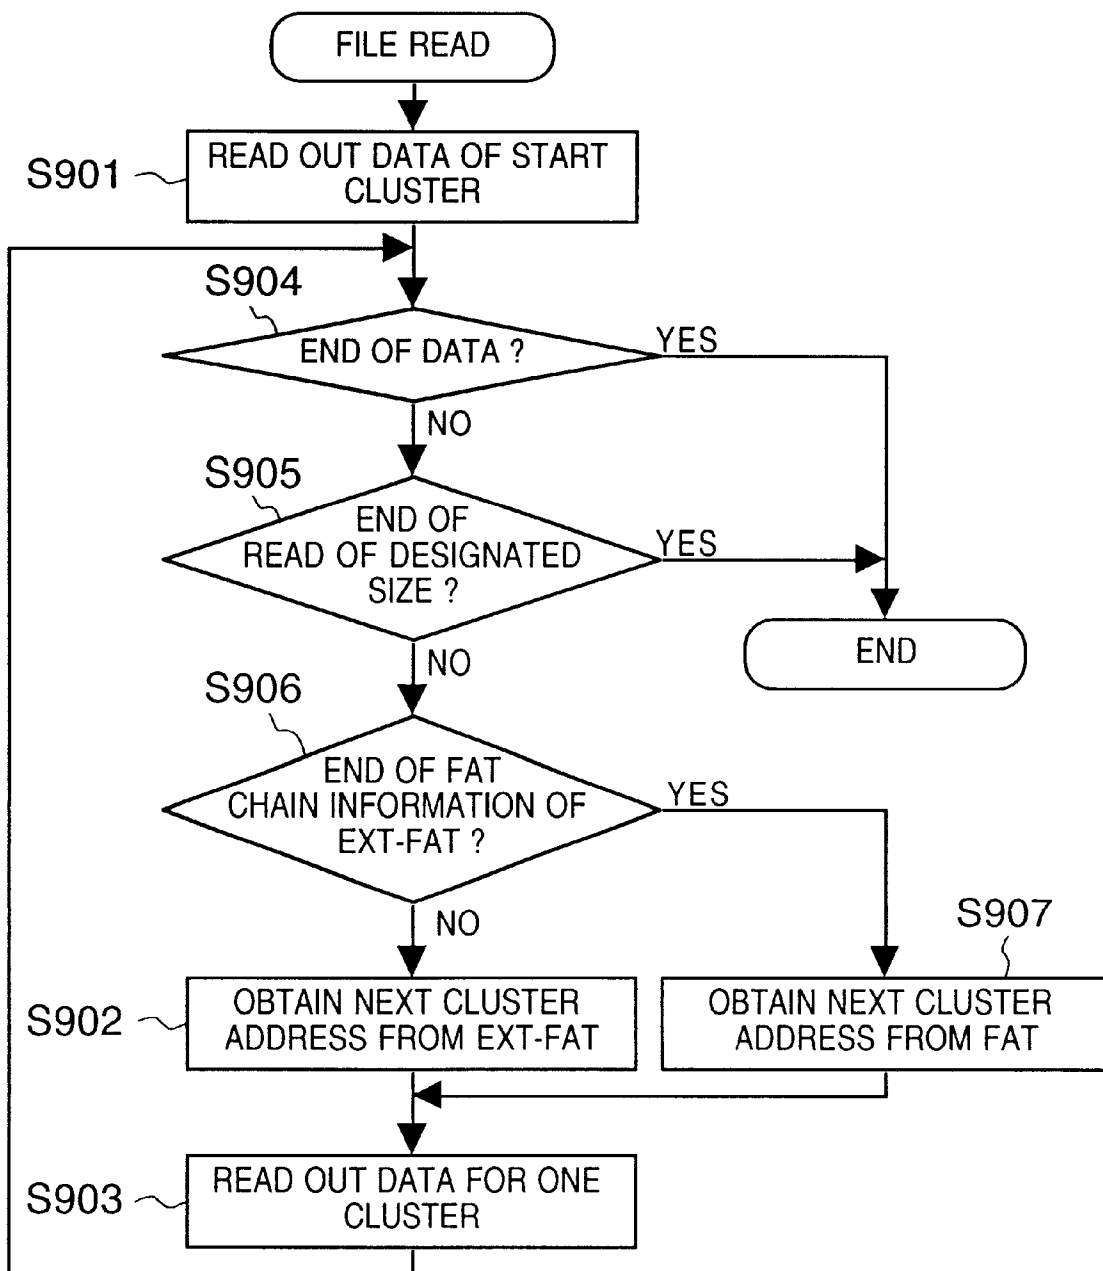 FILE READ
S901
READ OUT DATA OF START
CLUSTER
S904
END OF DATA ?
YES
NO
S905
END OF
READ OF DESIGNATED
SIZE ?
YES
END
NO
S906
END OF FAT
CHAIN INFORMATION OF
EXT-FAT ?
YES
NO
S907
S902
OBTAIN NEXT CLUSTER
ADDRESS FROM EXT-FAT
OBTAIN NEXT CLUSTER
ADDRESS FROM FAT
S903
READ OUT DATA FOR ONE
CLUSTER